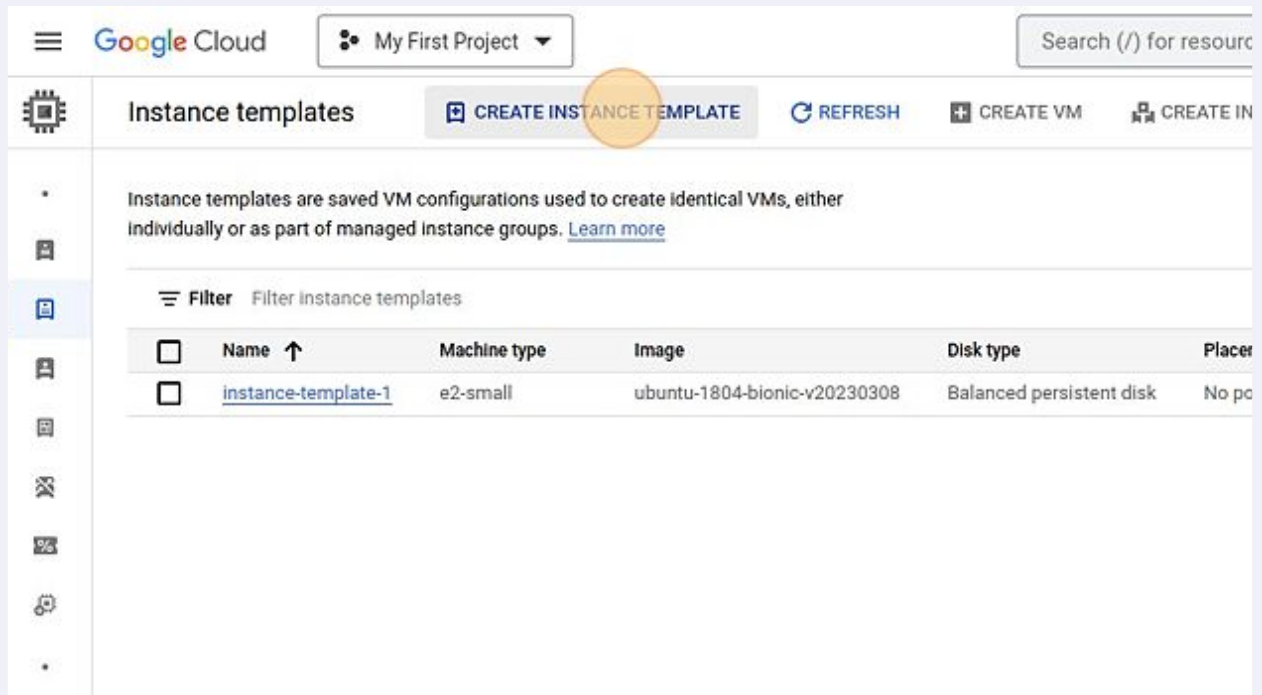 Google Cloud My First Project Search (/) for resourc
Instance templates CREATE INSTANCE TEMPLATE REFRESH CREATE VM CREATE IN
Instance templates are saved VM configurations used to create identical VMs, either
individually or as part of managed instance groups. Learn more
Filter Filter instance templates
Name Machine type Image Disk type Placer
instance-template-1 e2-small ubuntu-1804-bionic-v20230308 Balanced persistent disk No po
%